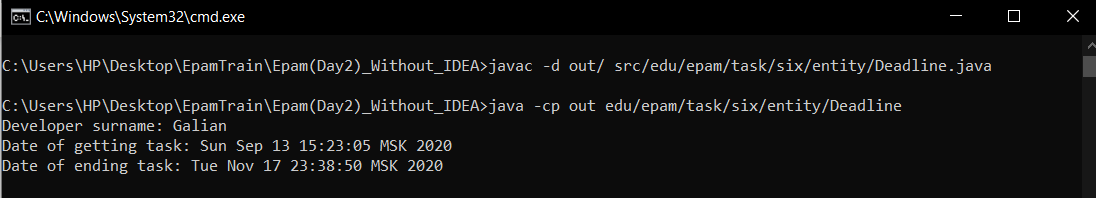 C:\Windows\System32\cmd.exe
C:\Users\HP\Desktop\EpamTrain\Epam(Day2)_Without_IDEA>javac -d out/ src/edu/epam/task/six/entity/Deadline.java
C:\Users\HP\Desktop\EpamTrain\Epam(Day2)_Without_IDEA>java -cp out edu/epam/task/six/entity/Deadline
Developer surname: Galian
Date of getting task: Sun Sep 13 15:23:05 MSK 2020
Date of ending task: Tue Nov 17 23:38:50 MSK 2020